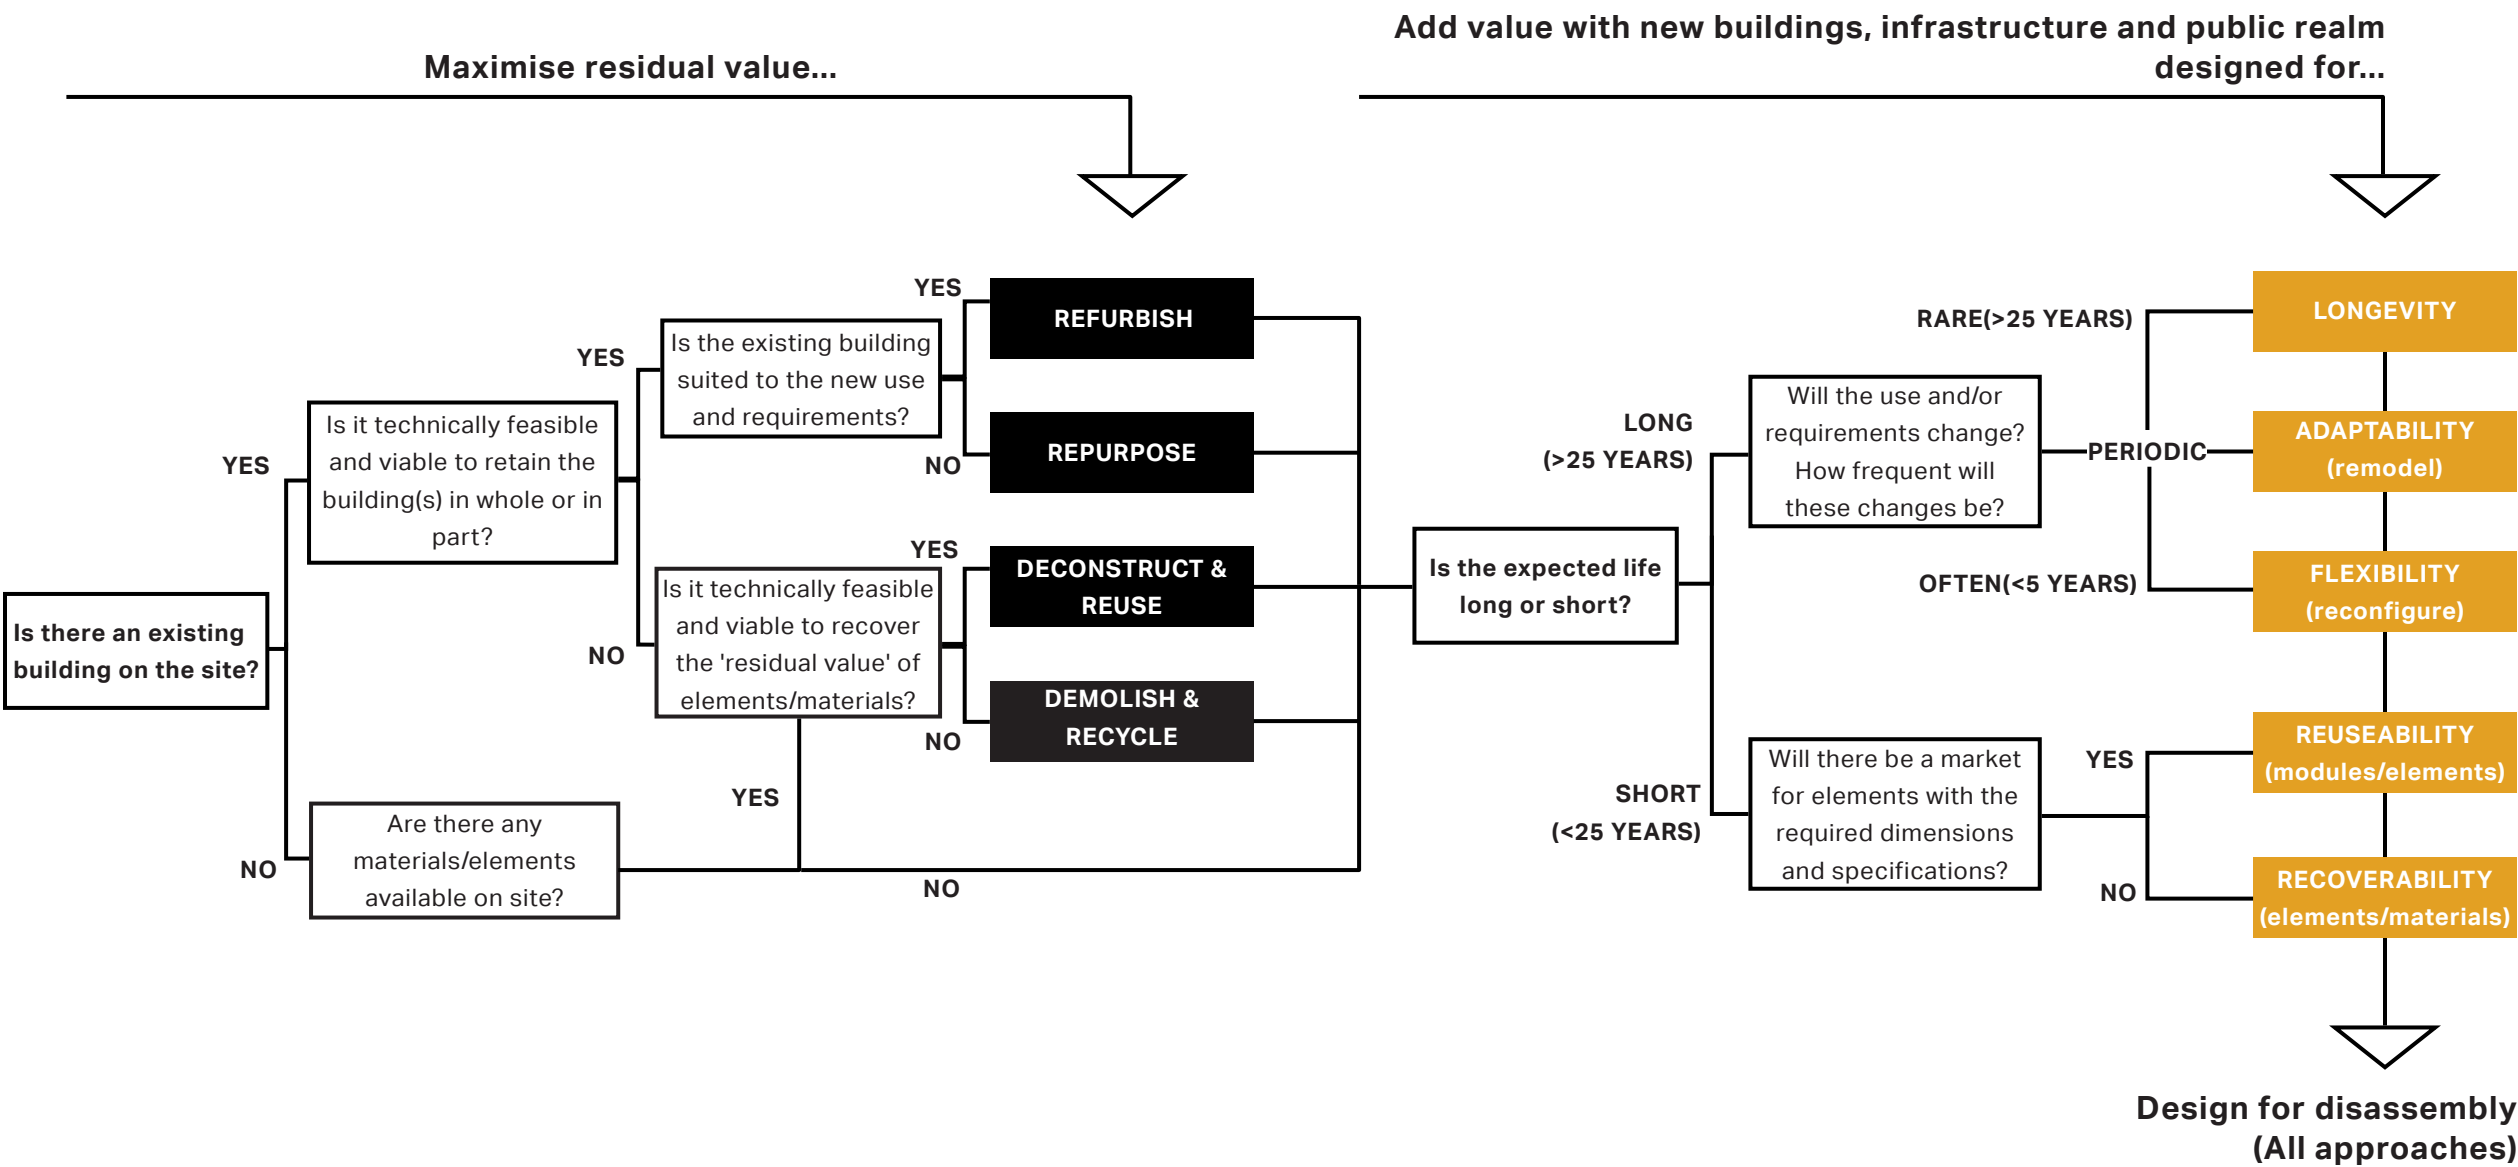 Maximise residual value...
Add value with new buildings, infrastructure and public realm
designed for...
Is there an existing
building on the site?
YES
NO
Is it technically feasible
and viable to retain the
building(s) in whole or in
part?
Are there any
materials/elements
available on site?
YES
NO
YES
NO
Is the existing building
suited to the new use
and requirements?
Is it technically feasible
and viable to recover
the 'residual value' of
elements/materials?
YES
NO
YES
NO
REFURBISH
REPURPOSE
DECONSTRUCT &
REUSE
DEMOLISH &
RECYCLE
Is the expected life
long or short?
LONG
(>25 YEARS)
SHORT
(<25 YEARS)
Will the use and/or
requirements change?
How frequent will
these changes be?
Will there be a market
for elements with the
required dimensions
and specifications?
RARE(>25 YEARS)
PERIODIC
OFTEN(<5 YEARS)
YES
NO
LONGEVITY
ADAPTABILITY
(remodel)
FLEXIBILITY
(reconfigure)
REUSEABILITY
(modules/elements)
RECOVERABILITY
(elements/materials)
Design for disassembly
(All approaches)